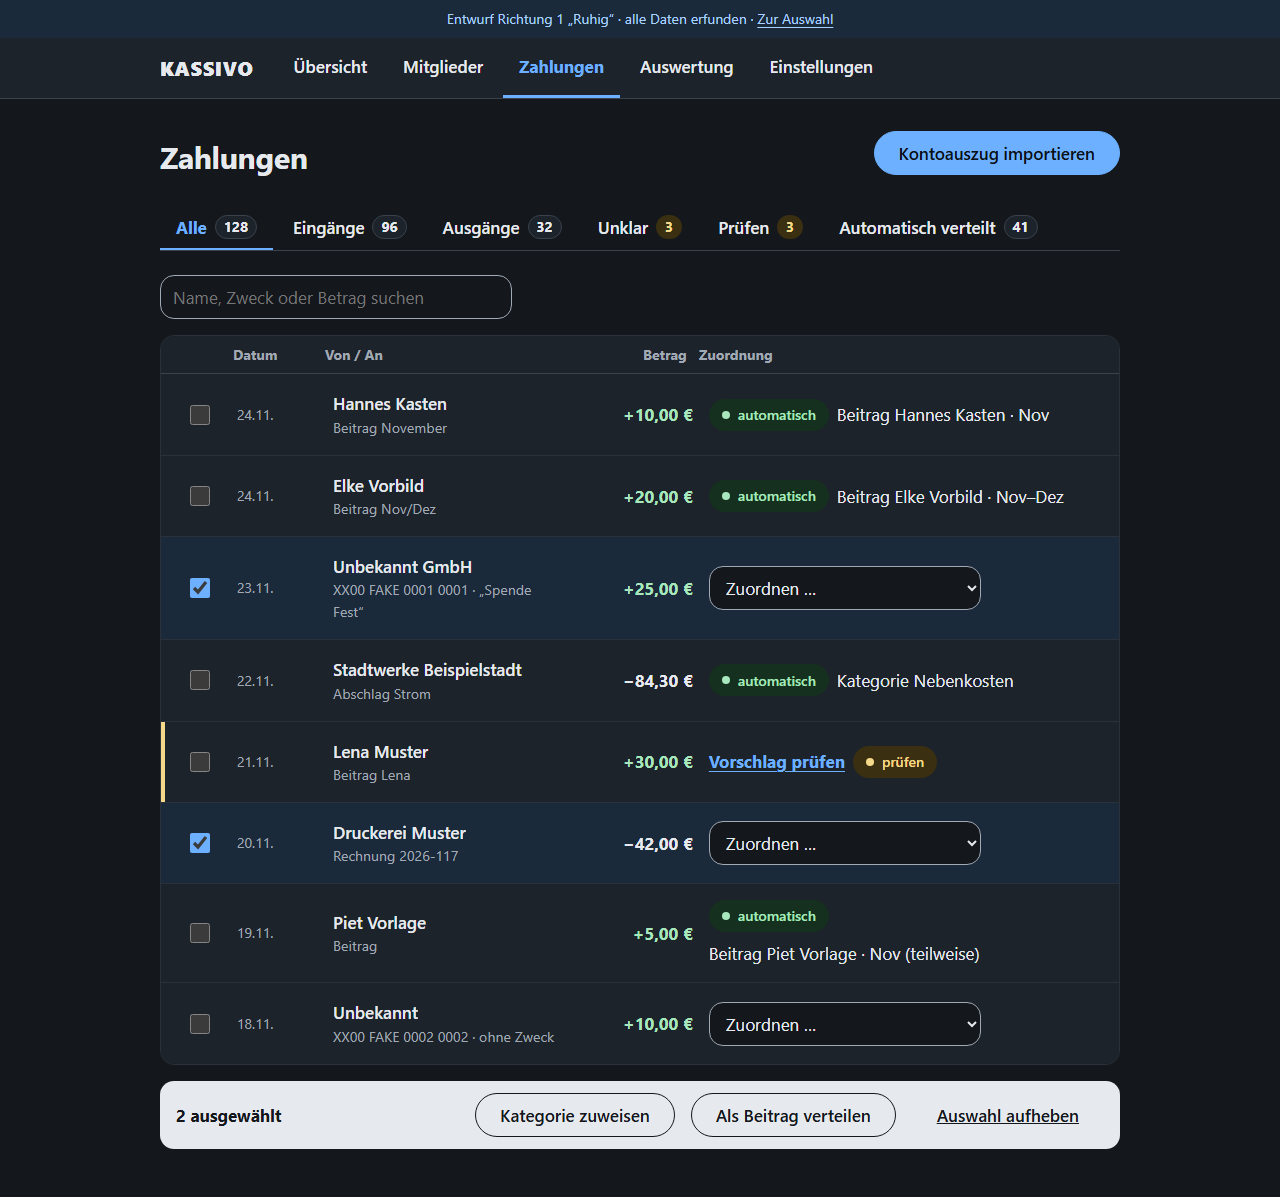 Entwurf Richtung 1 „Ruhig“ · alle Daten erfunden · Zur Auswahl
KASSIVO Übersicht Mitglieder Zahlungen Auswertung Einstellungen
Zahlungen Kontoauszug importieren
Alle 128 Eingänge 96 Ausgänge 32 Unklar 3 Prüfen 3 Automatisch verteilt 41
Name, Zweck oder Betrag suchen
Datum Von / An Betrag Zuordnung
Hannes Kasten
24.11. +10,00 € automatisch Beitrag Hannes Kasten · Nov
Beitrag November
Elke Vorbild
24.11. +20,00 € automatisch Beitrag Elke Vorbild · Nov–Dez
Beitrag Nov/Dez
Unbekannt GmbH
23.11. XX00 FAKE 0001 0001 · „Spende +25,00 € Zuordnen ...
Fest“
Stadtwerke Beispielstadt
22.11. −84,30 € automatisch Kategorie Nebenkosten
Abschlag Strom
Lena Muster
21.11. +30,00 € Vorschlag prüfen prüfen
Beitrag Lena
Druckerei Muster
20.11. −42,00 € Zuordnen ...
Rechnung 2026-117
automatisch
19.11. Piet Vorlage +5,00 €
Beitrag
Beitrag Piet Vorlage · Nov (teilweise)
Unbekannt
18.11. +10,00 € Zuordnen ...
XX00 FAKE 0002 0002 · ohne Zweck
2 ausgewählt Kategorie zuweisen Als Beitrag verteilen Auswahl aufheben